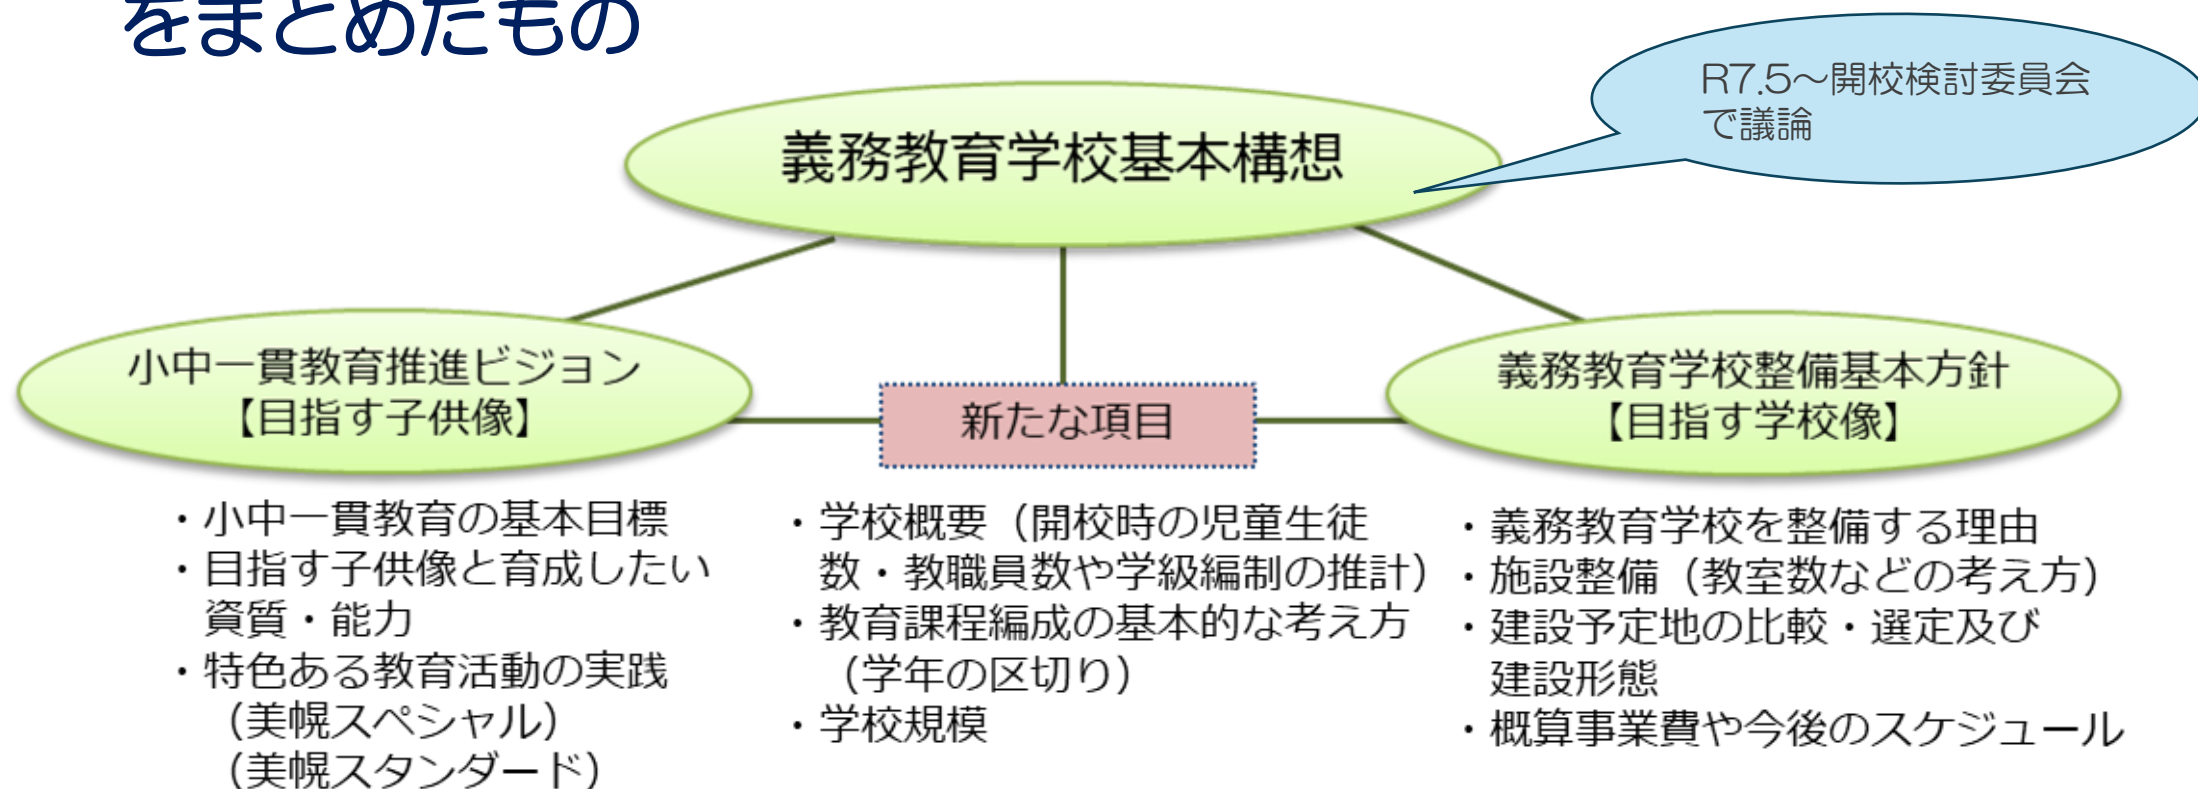 をまとめたもの
R7.5～開校検討委員会
で議論
義務教育学校基本構想
小中一貫教育推進ビジョン
【目指す子供像】
新たな項目
義務教育学校整備基本方針
【目指す学校像】
・小中一貫教育の基本目標
・目指す子供像と育成したい
資質・能力
・特色ある教育活動の実践
（美幌スペシャル）
（美幌スタンダード）
・学校概要（開校時の児童生徒
数・教職員数や学級編制の推計）
・教育課程編成の基本的な考え方
（学年の区切り）
・学校規模
・義務教育学校を整備する理由
・施設整備（教室数などの考え方）
・建設予定地の比較・選定及び
建設形態
・概算事業費や今後のスケジュール